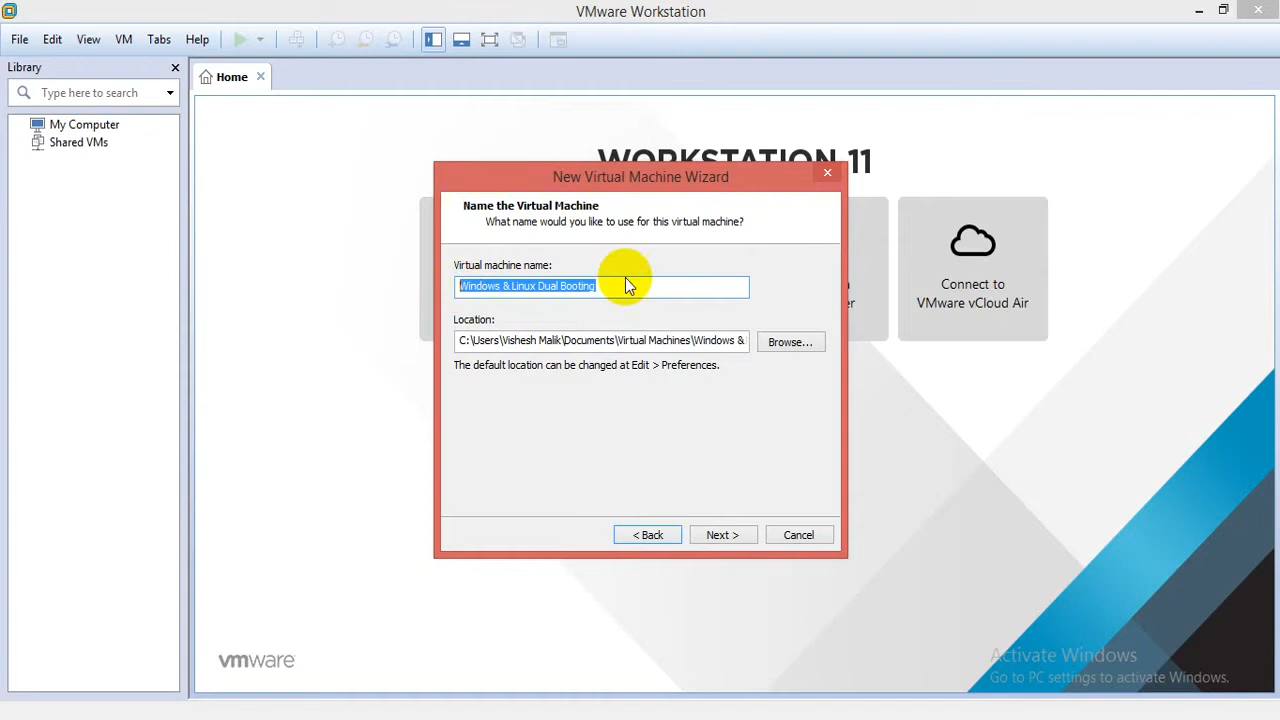 VMware Workstation
File Edit View VM Tabs Help
Library
Home
Type here to search
My Computer
Shared VMs
WORKSTATION 11
New Virtual Machine Wizard
Name the Virtual Machine
What name would you like to use for this virtual machine?
Virtual machine name:
Windows & Linux Dual Booting
Location:
C:\Users\Vishesh Malik\Documents\Virtual Machines\Windows &
Browse...
The default location can be changed at Edit > Preferences.
< Back
Next >
Cancel
Connect to
VMware vCloud Air
vmware
Activate Windows
Go to PC settings to activate Windows.